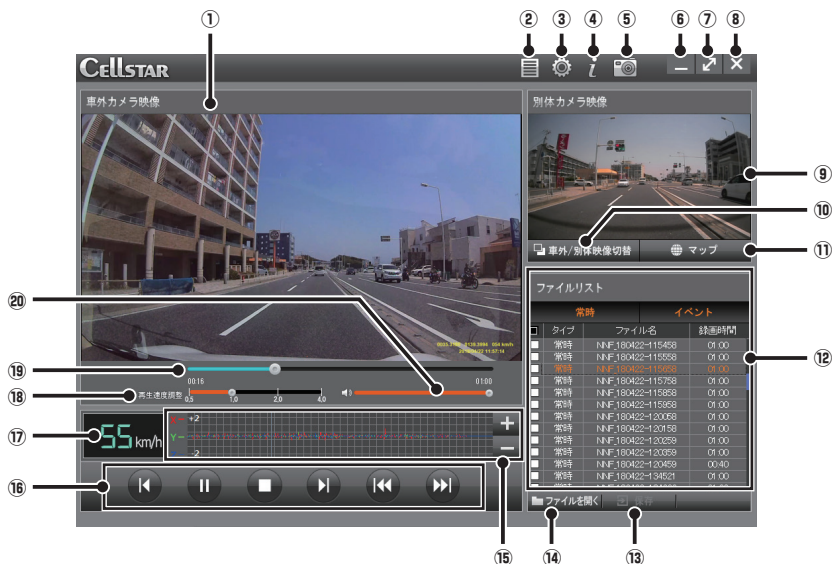 ① ② ③ ④ ⑤ ⑥ ⑦ ⑧
CELLSTAR
車外カメラ映像
別体カメラ映像
⑨
⑩
車外/別体映像切替 マップ
⑪
ファイルリスト
常時 イベント
タイプ ファイル名 録画時間
常時 NNF_180422-115458 01:00
常時 NNF_180422-115558 01:00
常時 NNF_180422-115658 01:00
常時 NNF_180422-115758 01:00
常時 NNF_180422-115858 01:00
常時 NNF_180422-115958 01:00
常時 NNF_180422-120058 01:00
常時 NNF_180422-120158 01:00
常時 NNF_180422-120259 01:00
常時 NNF_180422-120359 01:00
常時 NNF_180422-120459 00:40
常時 NNF_180422-134521 01:00
⑫
ファイルを開く 保存
⑭ ⑬
⑳
⑲
00:16 01:00
⑱
再生速度調整
0.5 1.0 2.0 4.0
⑰
55 km/h
+2
Y
-2
+
−
⑯
⑮